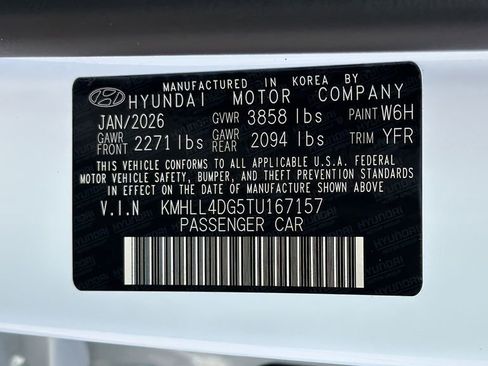 MANUFACTURED IN KOREA BY
HYUNDAI MOTOR COMPANY
JAN/2026 GVWR 3858 lbs PAINT W6H
GAWR FRONT 2271 lbs GAWR REAR 2094 lbs TRIM YFR
THIS VEHICLE CONFORMS TO ALL APPLICABLE U.S.A. FEDERAL
MOTOR VEHICLE SAFETY, BUMPER, AND THEFT PREVENTION STANDARDS
IN EFFECT ON THE DATE OF MANUFACTURE SHOWN ABOVE
V.I.N KMHLL4DG5TU167157
PASSENGER CAR